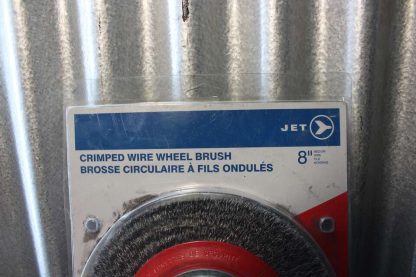 JET
CRIMPED WIRE WHEEL BRUSH
BROSSE CIRCULAIRE À FILS ONDULÉS
8"